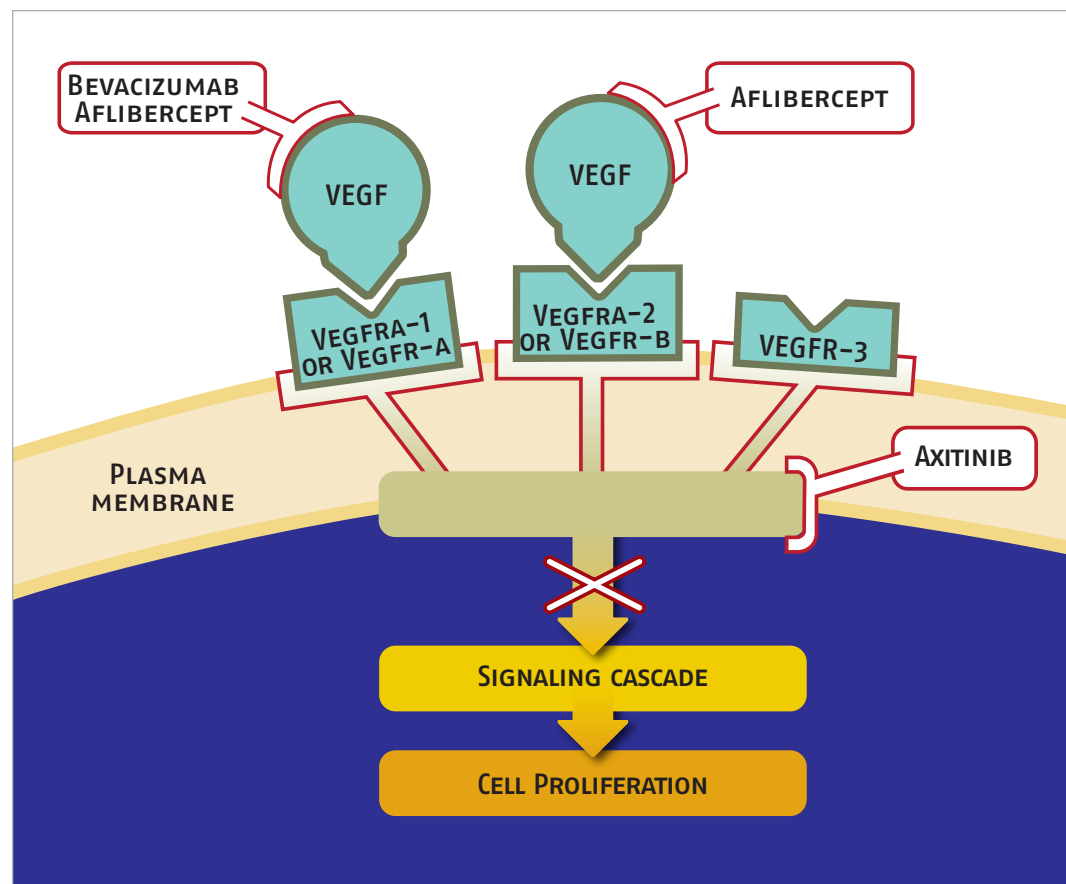 Bevacizumab
Aflibercept
Aflibercept
VEGF
VEGF
Vegfra-1
or Vegfr-a
Vegfra-2
or Vegfr-b
VEGFR-3
Axitinib
Plasma
membrane
Signaling cascade
Cell Proliferation